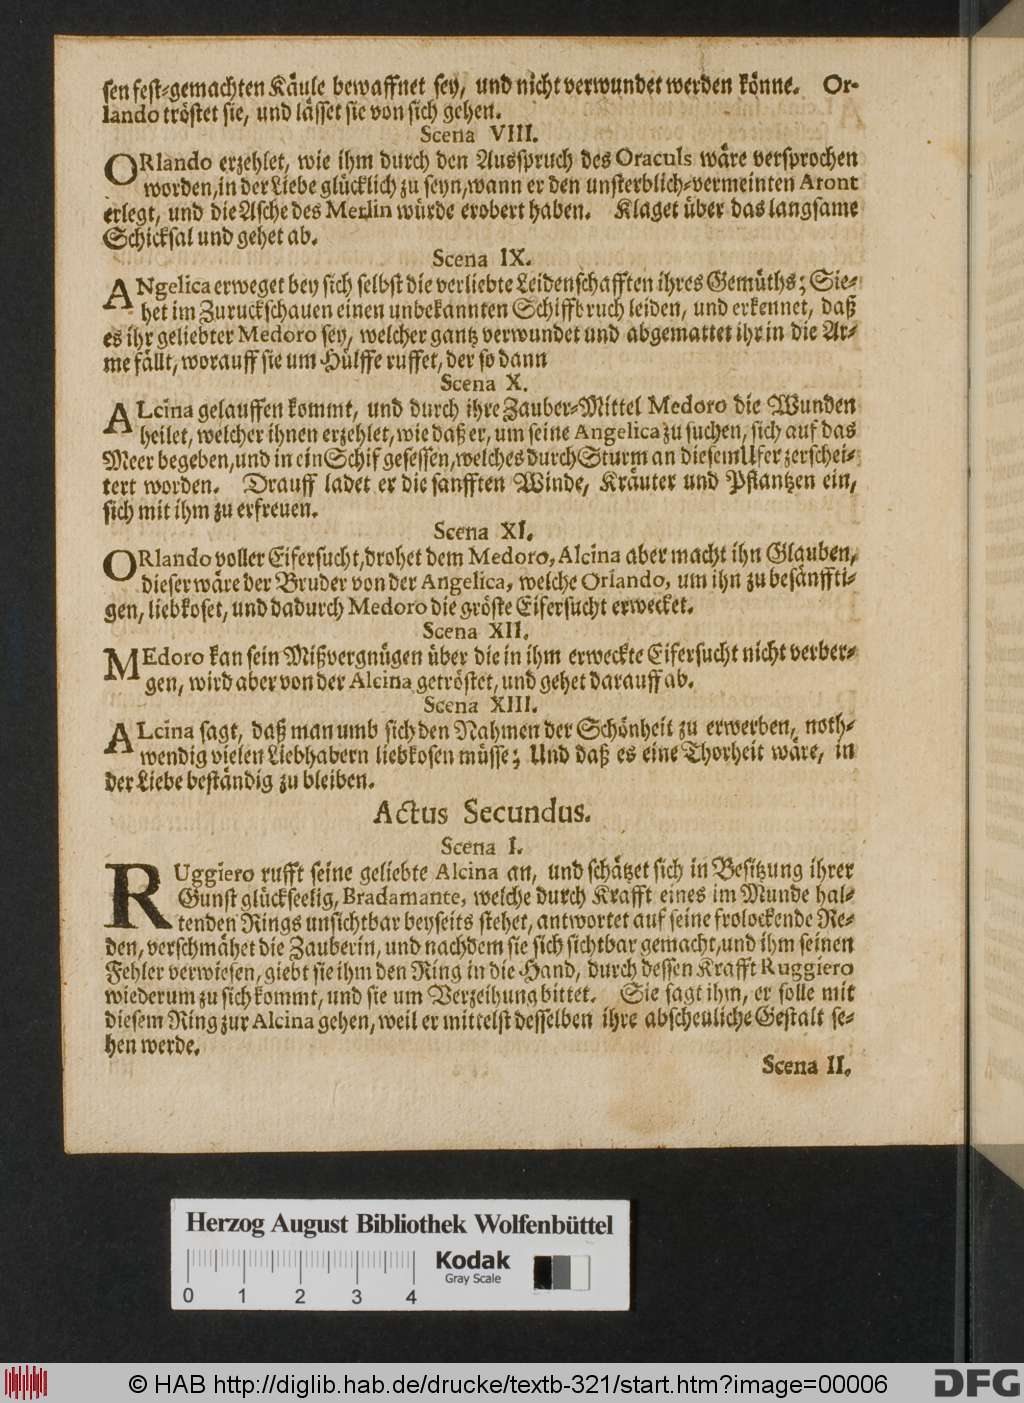 sen fest-gemachten Käule bewaffnet sey, und nicht verwundet werden könne. Or-
lando tröstet sie, und lässet sie von sich gehen.
Scena VIII.
ORlando erzehlet, wie ihm durch den Ausspruch des Oraculs wäre versprochen
worden, in der Liebe glücklich zu seyn, wann er den unsterblich-vermeinten Aront
erlegt, und die Asche des Merlin würde erobert haben. Klaget über das langsame
Schicksal und gehet ab.
Scena IX.
ANgelica erweget bey sich selbst die verliebte Leidenschafften ihres Gemüths; Sie-
het im Zuruckschauen einen unbekannten Schiffbruch leiden, und erkennet, daß
es ihr geliebter Medoro sey, welcher gantz verwundet und abgemattet ihr in die Ar-
me fällt, worauff sie um Hülffe ruffet, der so dann
Scena X.
ALcina gelauffen kommt, und durch ihre Zauber-Mittel Medoro die Wunden
heilet, welcher ihnen erzehlet, wie daß er, um seine Angelica zu suchen, sich auf das
Meer begeben, und in ein Schif gesessen, welches durch Sturm an diesem Ufer zerschei-
tert worden. Drauff ladet er die sanfften Winde, Kräuter und Pflantzen ein,
sich mit ihm zu erfreuen.
Scena XI.
ORlando voller Eifersucht, drohet dem Medoro, Alcina aber macht ihn Glauben,
dieser wäre der Bruder von der Angelica, welche Orlando, um ihn zu besänffti-
gen, liebkoset, und dadurch Medoro die gröste Eifersucht erwecket.
Scena XII.
MEdoro kan sein Mißvergnügen über die in ihm erweckte Eifersucht nicht verber-
gen, wird aber von der Alcina getröstet, und gehet darauff ab.
Scena XIII.
ALcina sagt, daß man umb sich den Nahmen der Schönheit zu erwerben, noth-
wendig vielen Liebhabern liebkosen müsse; Und daß es eine Thorheit wäre, in
der Liebe beständig zu bleiben.
Actus Secundus.
Scena I.
RUggiero rufft seine geliebte Alcina an, und schätzet sich in Besitzung ihrer
Gunst glückseelig, Bradamante, welche durch Krafft eines im Munde hal-
tenden Rings unsichtbar beyseits stehet, antwortet auf seine frolockende Re-
den, verschmähet die Zauberin, und nachdem sie sich sichtbar gemacht, und ihm seinen
Fehler verwiesen, giebt sie ihm den Ring in die Hand, durch dessen Krafft Ruggiero
wiederum zu sich kommt, und sie um Verzeihung bittet. Sie sagt ihm, er solle mit
diesem Ring zur Alcina gehen, weil er mittelst desselben ihre abscheuliche Gestalt se-
hen werde.
Scena II.
Herzog August Bibliothek Wolfenbüttel
Kodak
Gray Scale
0 1 2 3 4
© HAB http://diglib.hab.de/drucke/textb-321/start.htm?image=00006
DFG